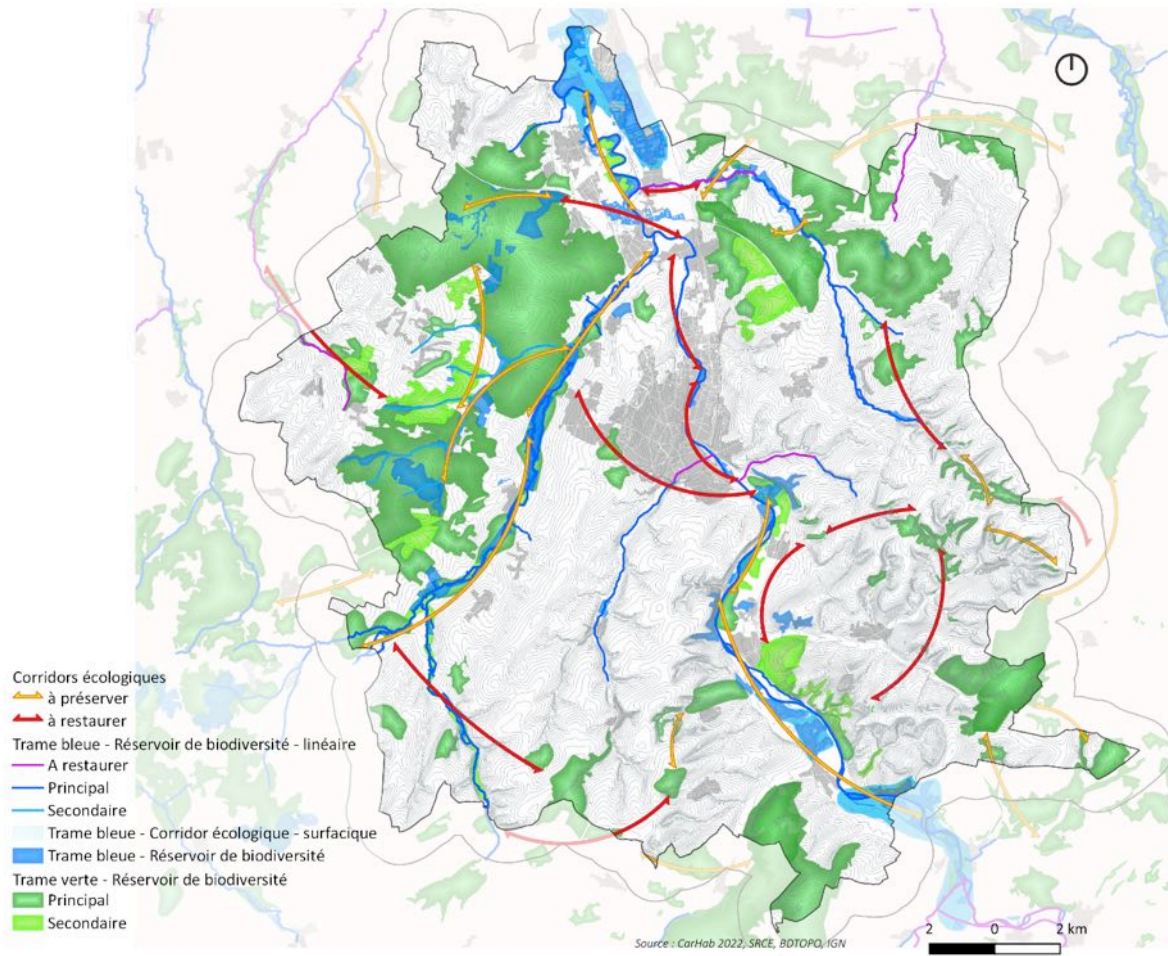 Corridors écologiques
à préserver
à restaurer
Trame bleue - Réservoir de biodiversité - linéaire
A restaurer
Principal
Secondaire
Trame bleue - Corridor écologique - surfacique
Trame bleue - Réservoir de biodiversité
Trame verte - Réservoir de biodiversité
Principal
Secondaire
Source : CarHab 2022, SRCE, BDTOPO, IGN
2 0 2 km